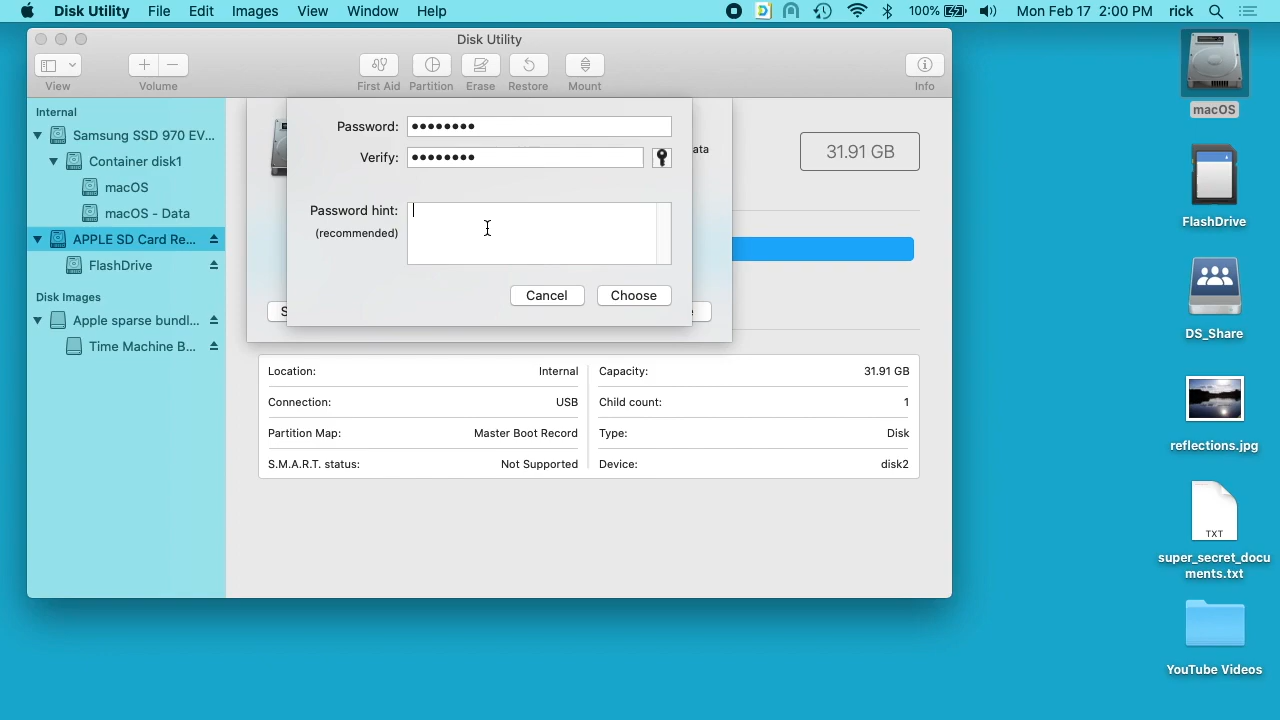 Disk Utility File Edit Images View Window Help 100% Mon Feb 17 2:00 PM rick
Disk Utility
View Volume First Aid Partition Erase Restore Mount Info
Internal
Samsung SSD 970 EV...
Container disk1
macOS
macOS - Data
APPLE SD Card Re...
FlashDrive
Disk Images
Apple sparse bundl...
Time Machine B...
Password: ●●●●●●●●
Verify: ●●●●●●●●
Password hint:
(recommended)
Cancel Choose
31.91 GB
Location: Internal
Connection: USB
Partition Map: Master Boot Record
S.M.A.R.T. status: Not Supported
Capacity: 31.91 GB
Child count: 1
Type: Disk
Device: disk2
macOS
FlashDrive
DS_Share
reflections.jpg
TXT
super_secret_docu
ments.txt
YouTube Videos